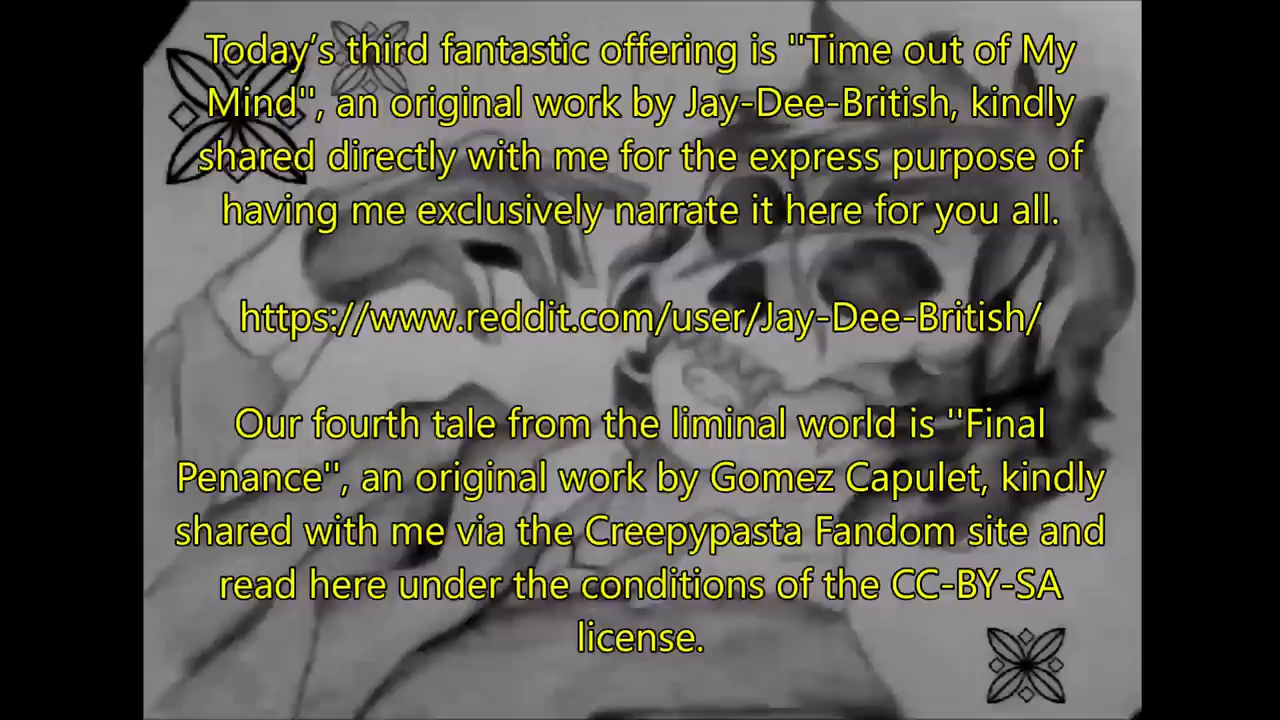 Today’s third fantastic offering is ''Time out of My
Mind'', an original work by Jay-Dee-British, kindly
shared directly with me for the express purpose of
having me exclusively narrate it here for you all.
https://www.reddit.com/user/Jay-Dee-British/
Our fourth tale from the liminal world is ''Final
Penance'', an original work by Gomez Capulet, kindly
shared with me via the Creepypasta Fandom site and
read here under the conditions of the CC-BY-SA
license.